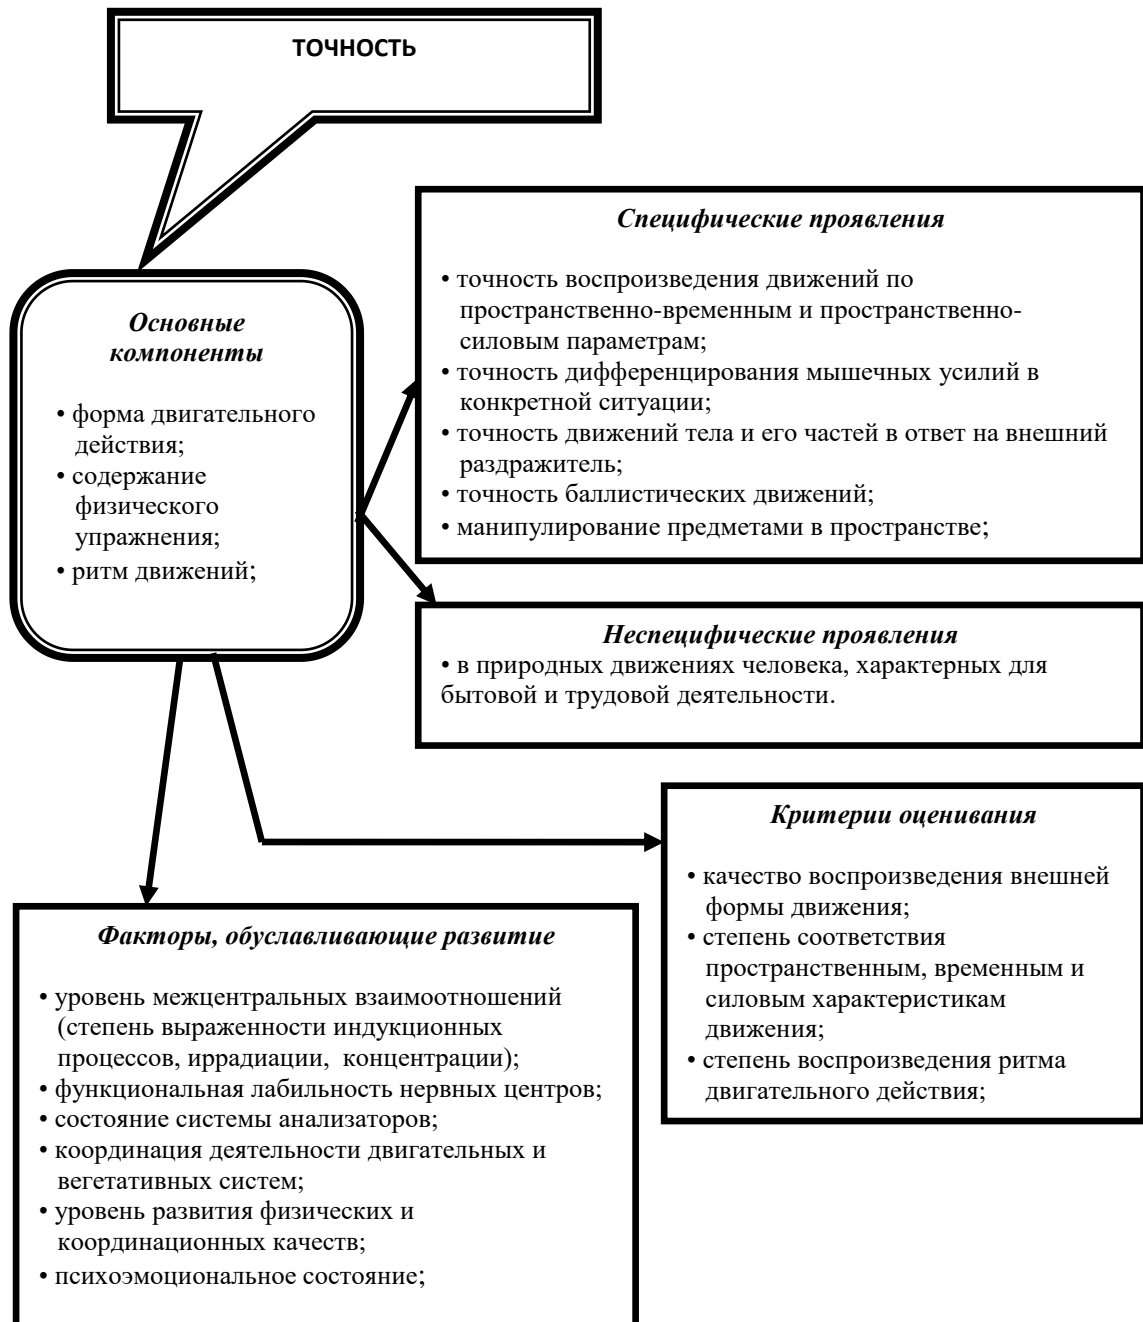 ТОЧНОСТЬ
Основные
компоненты
• форма двигательного
действия;
• содержание
физического
упражнения;
• ритм движений;
Специфические проявления
• точность воспроизведения движений по
пространственно-временным и пространственно-
силовым параметрам;
• точность дифференцирования мышечных усилий в
конкретной ситуации;
• точность движений тела и его частей в ответ на внешний
раздражитель;
• точность баллистических движений;
• манипулирование предметами в пространстве;
Неспецифические проявления
• в природных движениях человека, характерных для
бытовой и трудовой деятельности.
Критерии оценивания
• качество воспроизведения внешней
формы движения;
• степень соответствия
пространственным, временным и
силовым характеристикам
движения;
• степень воспроизведения ритма
двигательного действия;
Факторы, обуславливающие развитие
• уровень межцентральных взаимоотношений
(степень выраженности индукционных
процессов, иррадиации, концентрации);
• функциональная лабильность нервных центров;
• состояние системы анализаторов;
• координация деятельности двигательных и
вегетативных систем;
• уровень развития физических и
координационных качеств;
• психоэмоциональное состояние;